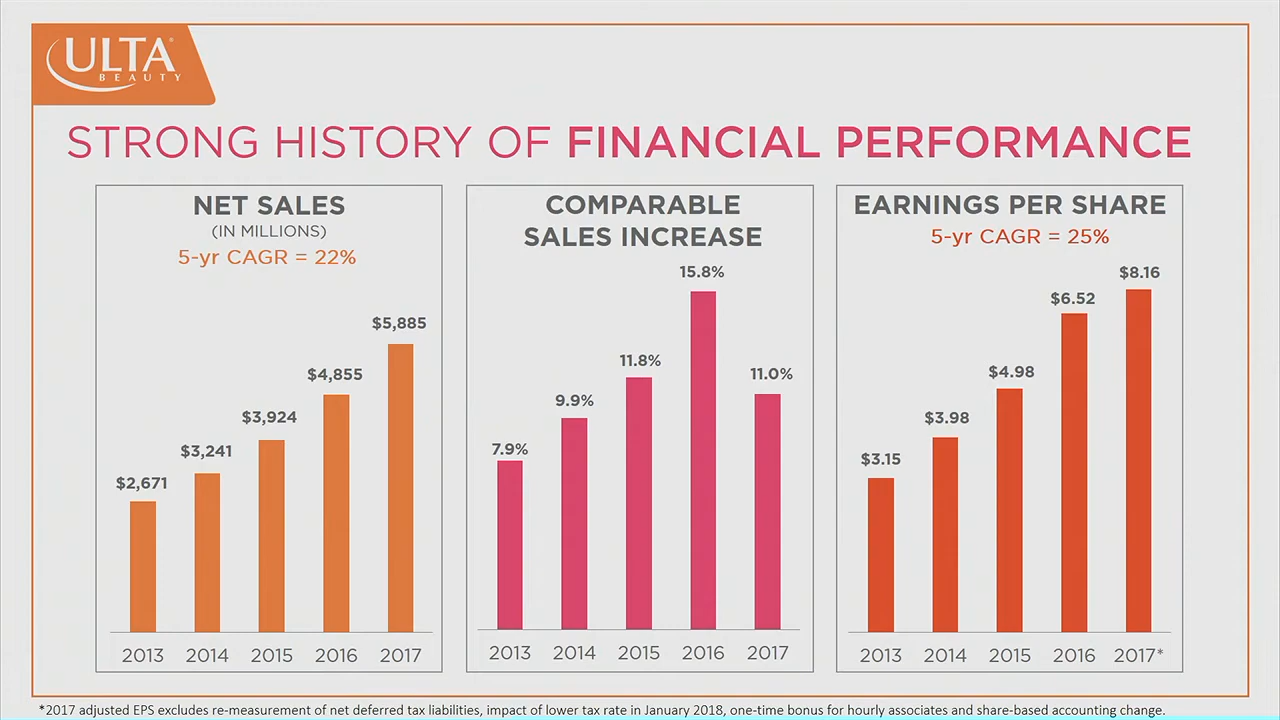 ULTA®
BEAUTY
STRONG HISTORY OF FINANCIAL PERFORMANCE
NET SALES
(IN MILLIONS)
5-yr CAGR = 22%
$2,671
$3,241
$3,924
$4,855
$5,885
2013 2014 2015 2016 2017
COMPARABLE
SALES INCREASE
7.9%
9.9%
11.8%
15.8%
11.0%
2013 2014 2015 2016 2017
EARNINGS PER SHARE
5-yr CAGR = 25%
$3.15
$3.98
$4.98
$6.52
$8.16
2013 2014 2015 2016 2017*
*2017 adjusted EPS excludes re-measurement of net deferred tax liabilities, impact of lower tax rate in January 2018, one-time bonus for hourly associates and share-based accounting change.